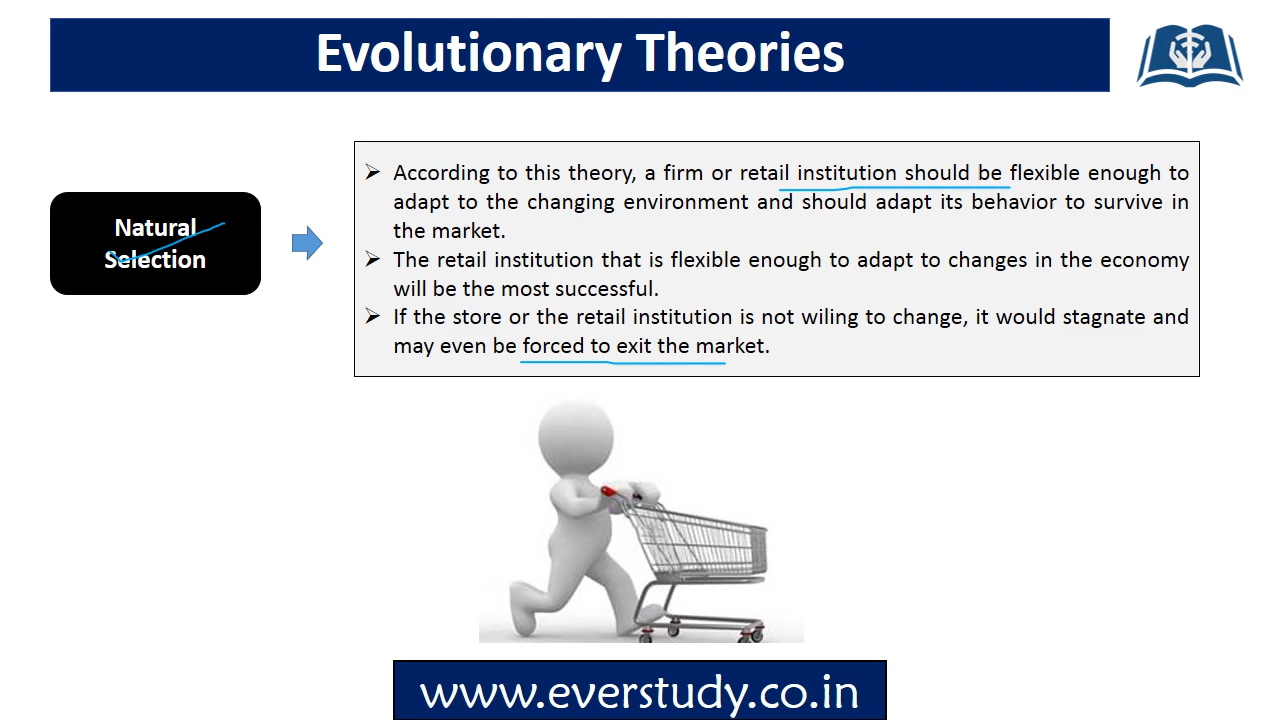 Evolutionary Theories
Natural
Selection
➢ According to this theory, a firm or retail institution should be flexible enough to
adapt to the changing environment and should adapt its behavior to survive in
the market.
➢ The retail institution that is flexible enough to adapt to changes in the economy
will be the most successful.
➢ If the store or the retail institution is not wiling to change, it would stagnate and
may even be forced to exit the market.
www.everstudy.co.in